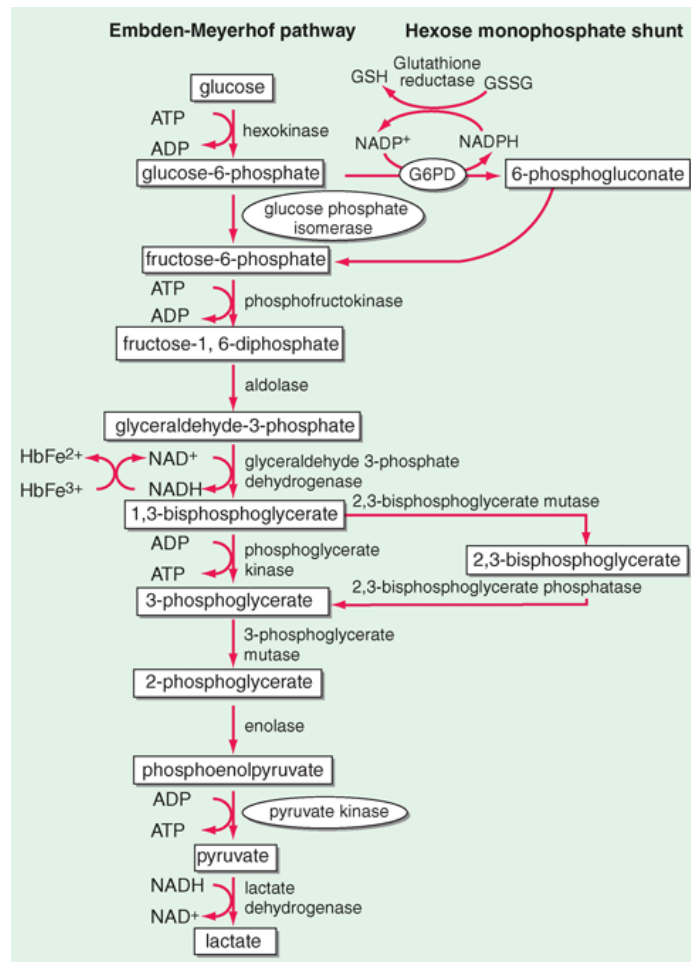 Embden-Meyerhof pathway
Hexose monophosphate shunt
glucose
ATP
ADP
hexokinase
GSH
Glutathione
reductase
GSSG
NADP+
NADPH
glucose-6-phosphate
G6PD
6-phosphogluconate
glucose phosphate
isomerase
fructose-6-phosphate
ATP
ADP
phosphofructokinase
fructose-1, 6-diphosphate
aldolase
glyceraldehyde-3-phosphate
HbFe2+
HbFe3+
NAD+
NADH
glyceraldehyde 3-phosphate
dehydrogenase
1,3-bisphosphoglycerate
2,3-bisphosphoglycerate mutase
ADP
ATP
phosphoglycerate
kinase
2,3-bisphosphoglycerate
2,3-bisphosphoglycerate phosphatase
3-phosphoglycerate
3-phosphoglycerate
mutase
2-phosphoglycerate
enolase
phosphoenolpyruvate
ADP
ATP
pyruvate kinase
pyruvate
NADH
NAD+
lactate
dehydrogenase
lactate